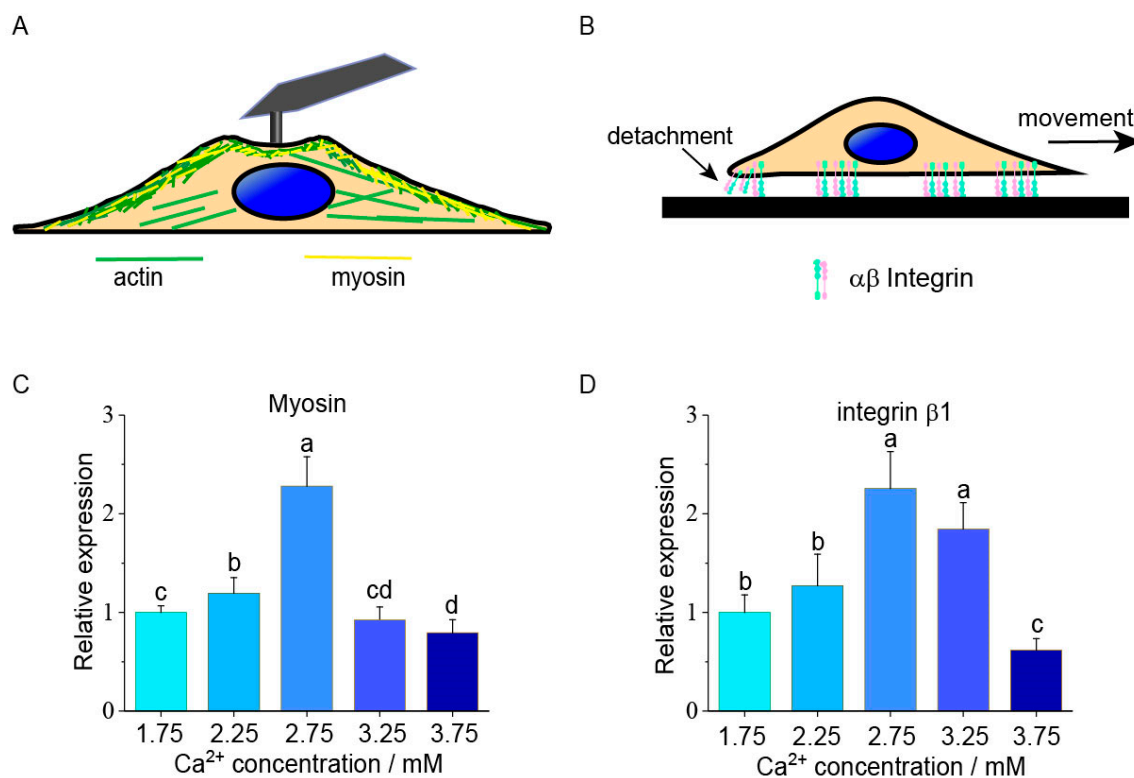 A
actin
myosin
B
detachment
movement
αβ Integrin
C
Myosin
Relative expression
3
2
1
0
c
b
a
cd
d
1.75 2.25 2.75 3.25 3.75
Ca²⁺ concentration / mM
D
integrin β1
Relative expression
3
2
1
0
b
b
a
a
c
1.75 2.25 2.75 3.25 3.75
Ca²⁺ concentration / mM